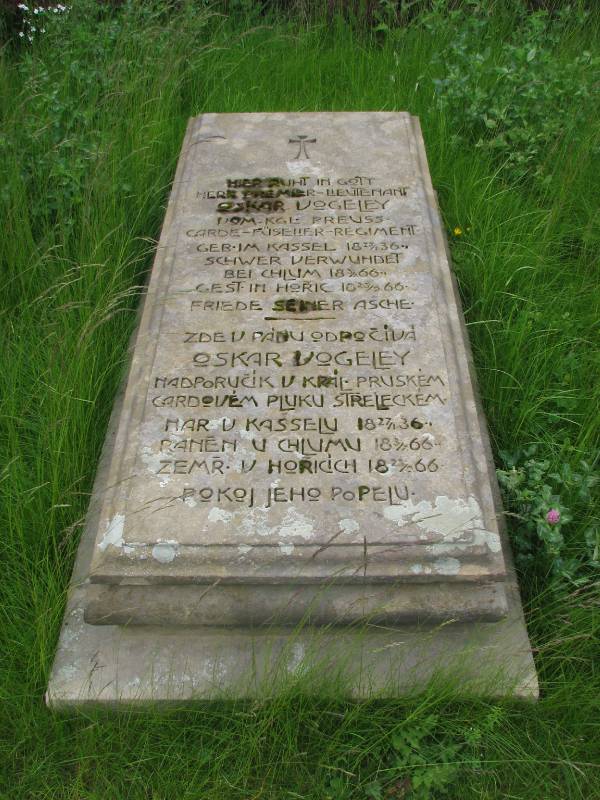 HIER RUHT IN GOTT
HERR PREMIER-LIEUTENANT
OSKAR VOGELEY
VOM·KGL·PREUSS·
GARDE-FÜSELIER-REGIMENT·
GEB·IM KASSEL 18 36·
SCHWER VERWUNDET
BEI CHLUM 18 66·
GEST·IN HOŘIC 18 66·
FRIEDE SEINER ASCHE·
ZDE V PÁNU ODPOČÍVÁ
OSKAR VOGELEY
NADPORUČÍK V KRÁL·PRUSKÉM
GARDOVÉM PLUKU STŘELECKÉM·
NAR·V KASSELU 18 36·
RANĚN U CHLUMU 18 66·
ZEMŘ·V HOŘICÍCH 18 66
POKOJ JEHO POPELU·